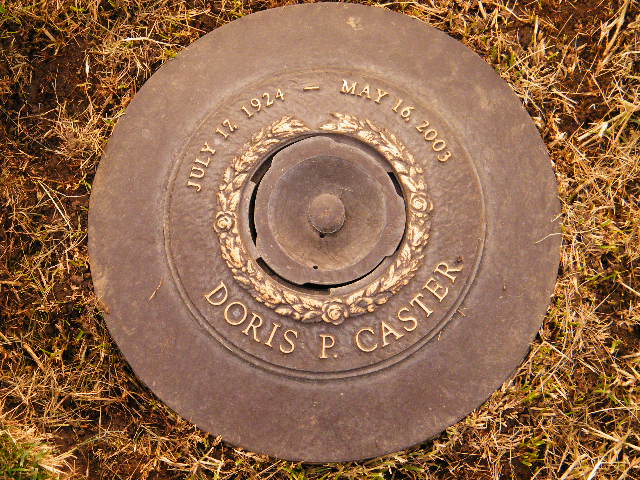 JULY 17, 1924 — MAY 16, 2003
DORIS P. CASTER